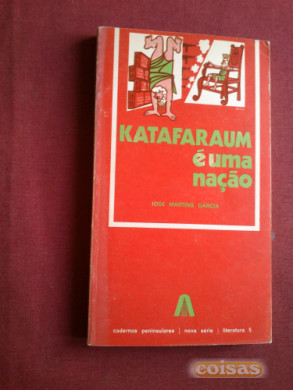 KATAFARAUM
é uma
nação
JOSÉ MARTINS GARCIA
cadernos peninsulares | nova série | literatura 5
coisas